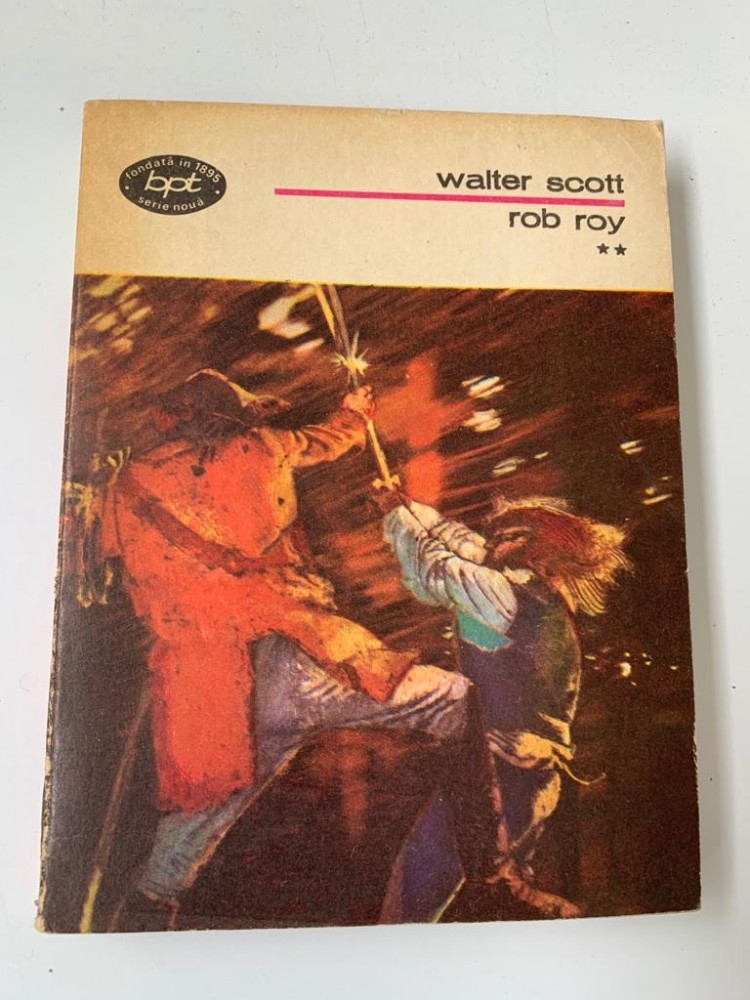 fondată în 1895
bpt
serie nouă
walter scott
rob roy
**